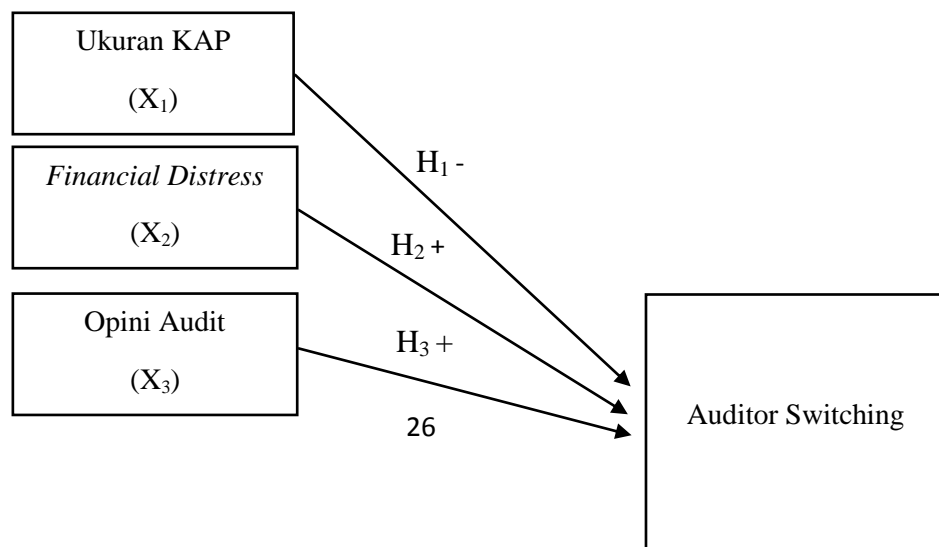 Ukuran KAP
(X₁)
H₁ -
Financial Distress
(X₂)
H₂ +
Opini Audit
(X₃)
H₃ +
26
Auditor Switching